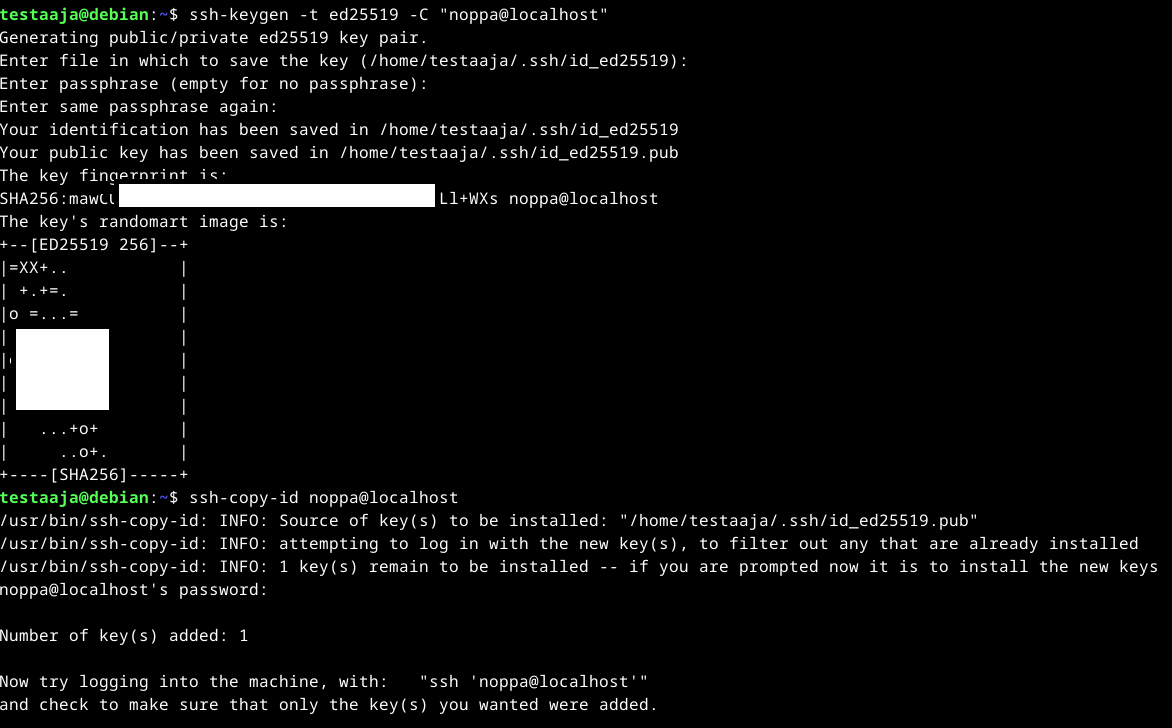 testaaja@debian:~$ ssh-keygen -t ed25519 -C "noppa@localhost"
Generating public/private ed25519 key pair.
Enter file in which to save the key (/home/testaaja/.ssh/id_ed25519):
Enter passphrase (empty for no passphrase):
Enter same passphrase again:
Your identification has been saved in /home/testaaja/.ssh/id_ed25519
Your public key has been saved in /home/testaaja/.ssh/id_ed25519.pub
The key fingerprint is:
SHA256:mawC Ll+WXs noppa@localhost
The key's randomart image is:
+--[ED25519 256]--+
|=XX+..           |
| +.+=.           |
|o =...=          |
|                 |
|                 |
|                 |
|                 |
|   ...+o+        |
|     ..o+.       |
+----[SHA256]-----+
testaaja@debian:~$ ssh-copy-id noppa@localhost
/usr/bin/ssh-copy-id: INFO: Source of key(s) to be installed: "/home/testaaja/.ssh/id_ed25519.pub"
/usr/bin/ssh-copy-id: INFO: attempting to log in with the new key(s), to filter out any that are already installed
/usr/bin/ssh-copy-id: INFO: 1 key(s) remain to be installed -- if you are prompted now it is to install the new keys
noppa@localhost's password:
Number of key(s) added: 1
Now try logging into the machine, with:   "ssh 'noppa@localhost'"
and check to make sure that only the key(s) you wanted were added.